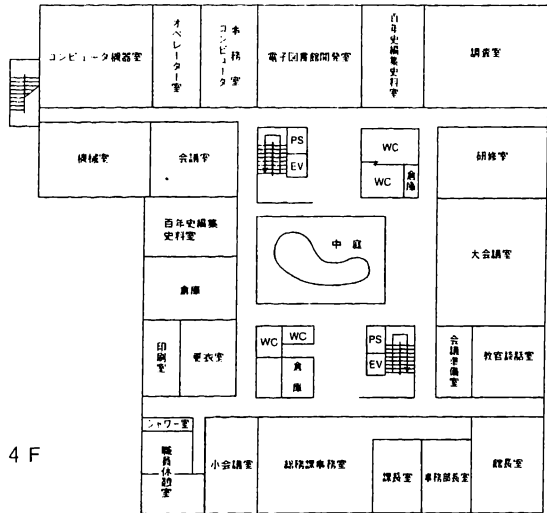 コンピュータ機器室
オペレーター室
コンピュータ
事務室
電子図書館開発室
百年史編集史料室
調査室
機械室
会議室
PS
EV
WC
WC
倉庫
研修室
百年史編集
史料室
中庭
大会議室
倉庫
印刷室
更衣室
WC
WC
倉庫
PS
EV
会議準備室
教官談話室
シャワー室
職員休憩室
小会議室
総務課事務室
課長室
事務部長室
館長室
4F